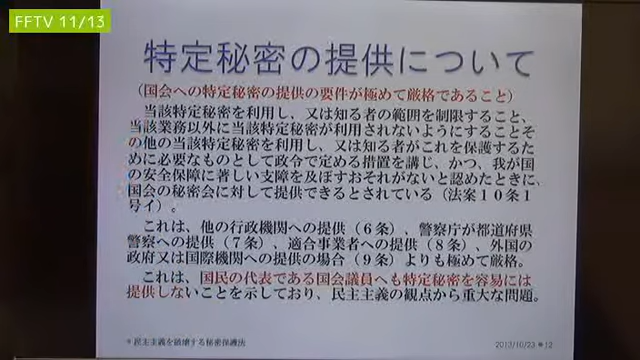 FFTV 11/13
特定秘密の提供について
（国会への特定秘密の提供の要件が極めて厳格であること）
当該特定秘密を利用し、又は知る者の範囲を制限すること、
当該業務以外に当該特定秘密が利用されないようにすることそ
の他の当該特定秘密を利用し、又は知る者がこれを保護するた
めに必要なものとして政令で定める措置を講じ、かつ、我が国
の安全保障に著しい支障を及ぼすおそれがないと認めたときに、
国会の秘密会に対して提供できるとされている（法案１０条１
号イ）。
これは、他の行政機関への提供（６条）、警察庁が都道府県
警察への提供（７条）、適合事業者への提供（８条）、外国の
政府又は国際機関への提供の場合（９条）よりも極めて厳格。
これは、国民の代表である国会議員へも特定秘密を容易には
提供しないことを示しており、民主主義の観点から重大な問題。
民主主義を破壊する秘密保護法
2013/10/23 12